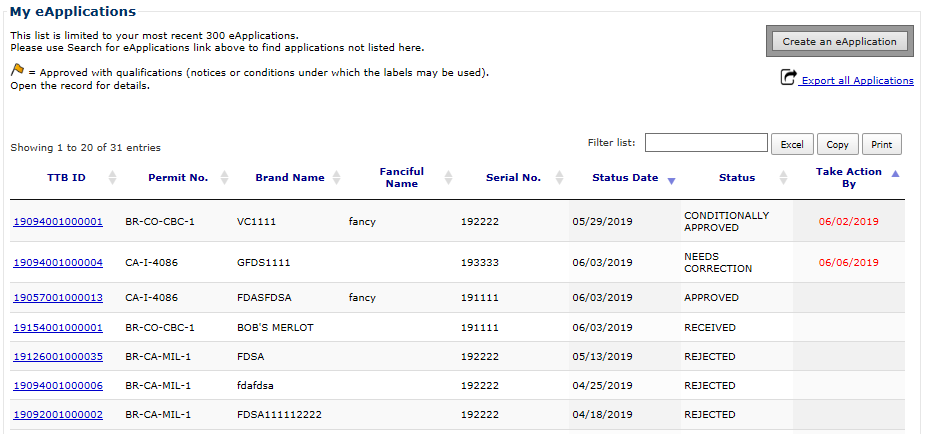 My eApplications
This list is limited to your most recent 300 eApplications.
Please use Search for eApplications link above to find applications not listed here.
Create an eApplication
= Approved with qualifications (notices or conditions under which the labels may be used).
Open the record for details.
Export all Applications
Showing 1 to 20 of 31 entries
Filter list:
Excel
Copy
Print
TTB ID Permit No. Brand Name Fanciful Name Serial No. Status Date Status Take Action By
19094001000001 BR-CO-CBC-1 VC1111 fancy 192222 05/29/2019 CONDITIONALLY APPROVED 06/02/2019
19094001000004 CA-I-4086 GFDS1111 193333 06/03/2019 NEEDS CORRECTION 06/06/2019
19057001000013 CA-I-4086 FDASFDSA fancy 191111 06/03/2019 APPROVED
19154001000001 BR-CO-CBC-1 BOB'S MERLOT 191111 06/03/2019 RECEIVED
19126001000035 BR-CA-MIL-1 FDSA 192222 05/13/2019 REJECTED
19094001000006 BR-CA-MIL-1 fdafdsa 192222 04/25/2019 REJECTED
19092001000002 BR-CA-MIL-1 FDSA111112222 192222 04/18/2019 REJECTED